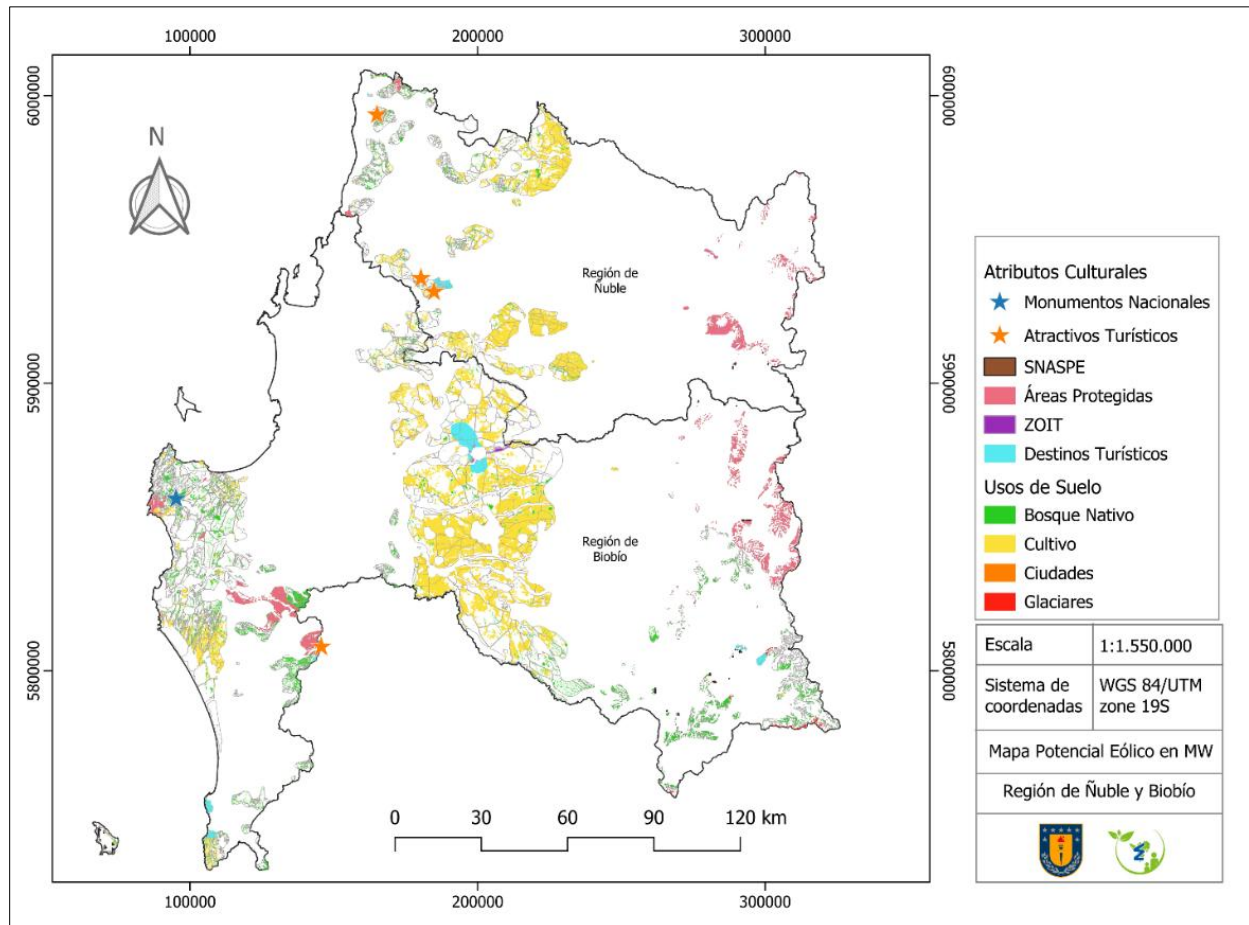 100000
200000
300000
6000000
6000000
N
Región de
Ñuble
5900000
5900000
Región de
Biobío
5800000
5800000
0 30 60 90 120 km
100000
200000
300000
Atributos Culturales
Monumentos Nacionales
Atractivos Turísticos
SNASPE
Áreas Protegidas
ZOIT
Destinos Turísticos
Usos de Suelo
Bosque Nativo
Cultivo
Ciudades
Glaciares
Escala 1:1.550.000
Sistema de WGS 84/UTM
coordenadas zone 19S
Mapa Potencial Eólico en MW
Región de Ñuble y Biobío